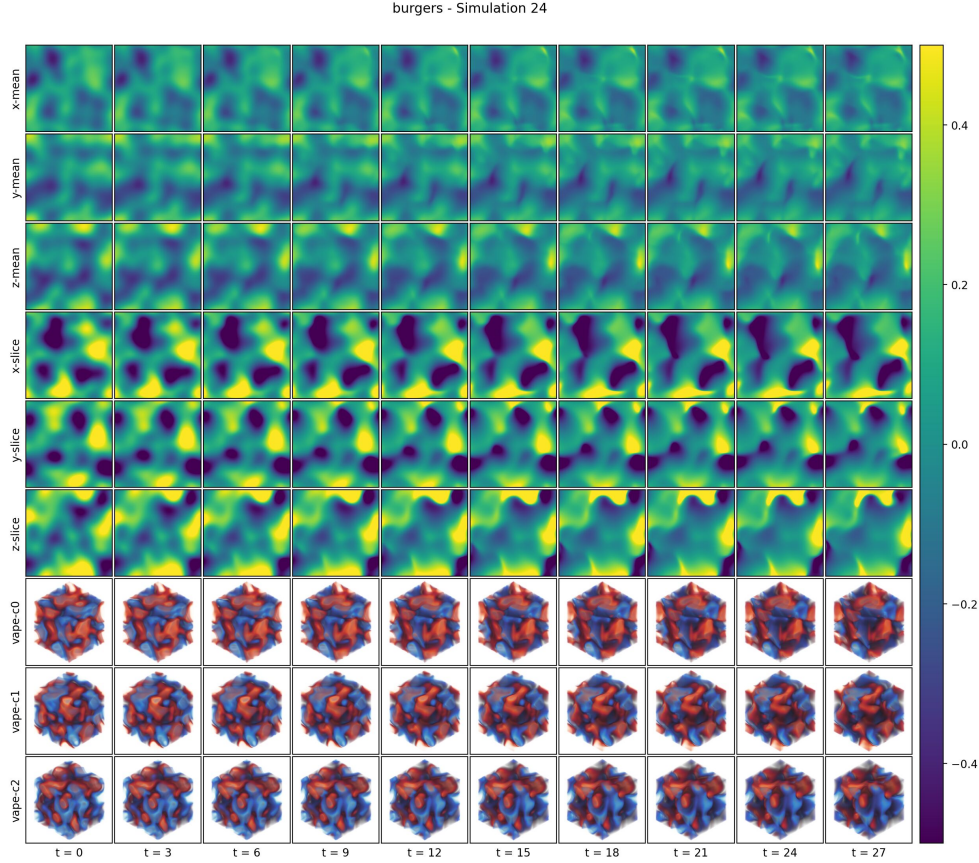 burgers - Simulation 24
x-mean
y-mean
z-mean
x-slice
y-slice
z-slice
vape-c0
vape-c1
vape-c2
t = 0
t = 3
t = 6
t = 9
t = 12
t = 15
t = 18
t = 21
t = 24
t = 27
0.4
0.2
0.0
−0.2
−0.4